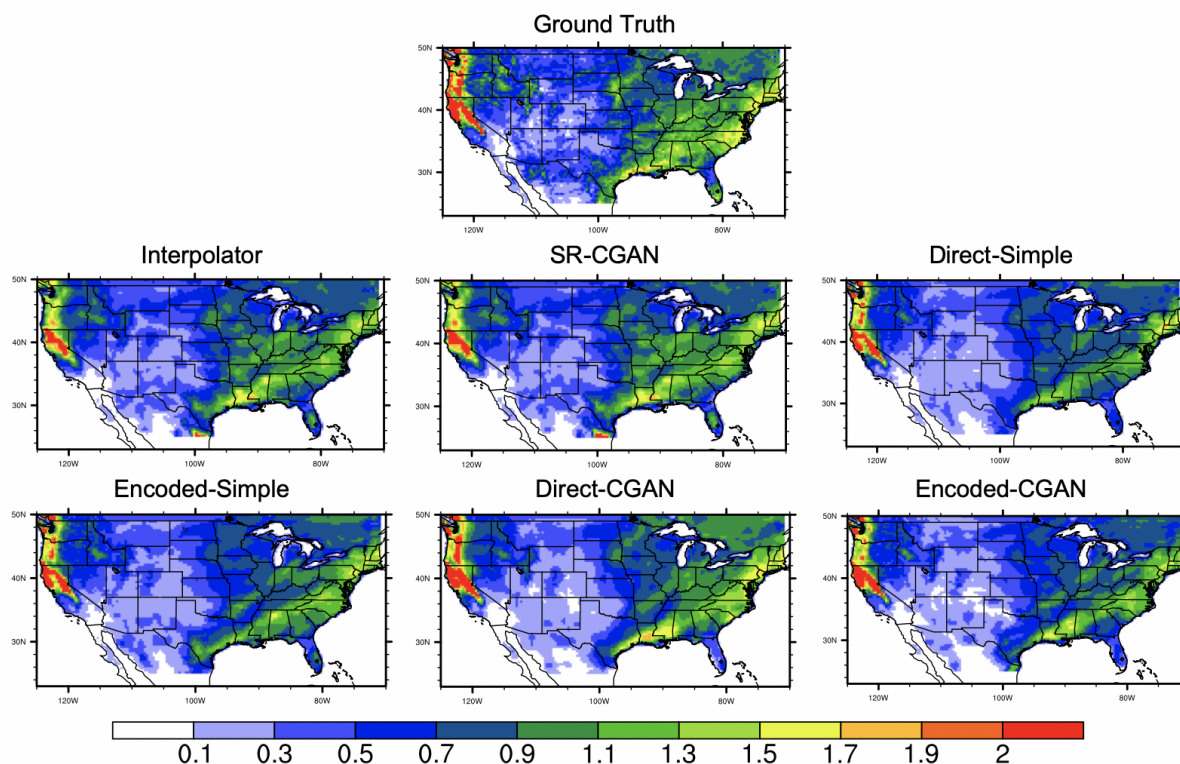 Ground Truth
50N
40N
30N
120W 100W 80W
Interpolator SR-CGAN Direct-Simple
50N 50N 50N
40N 40N 40N
30N 30N 30N
120W 100W 80W 120W 100W 80W 120W 100W 80W
Encoded-Simple Direct-CGAN Encoded-CGAN
50N 50N 50N
40N 40N 40N
30N 30N 30N
120W 100W 80W 120W 100W 80W 120W 100W 80W
0.1 0.3 0.5 0.7 0.9 1.1 1.3 1.5 1.7 1.9 2